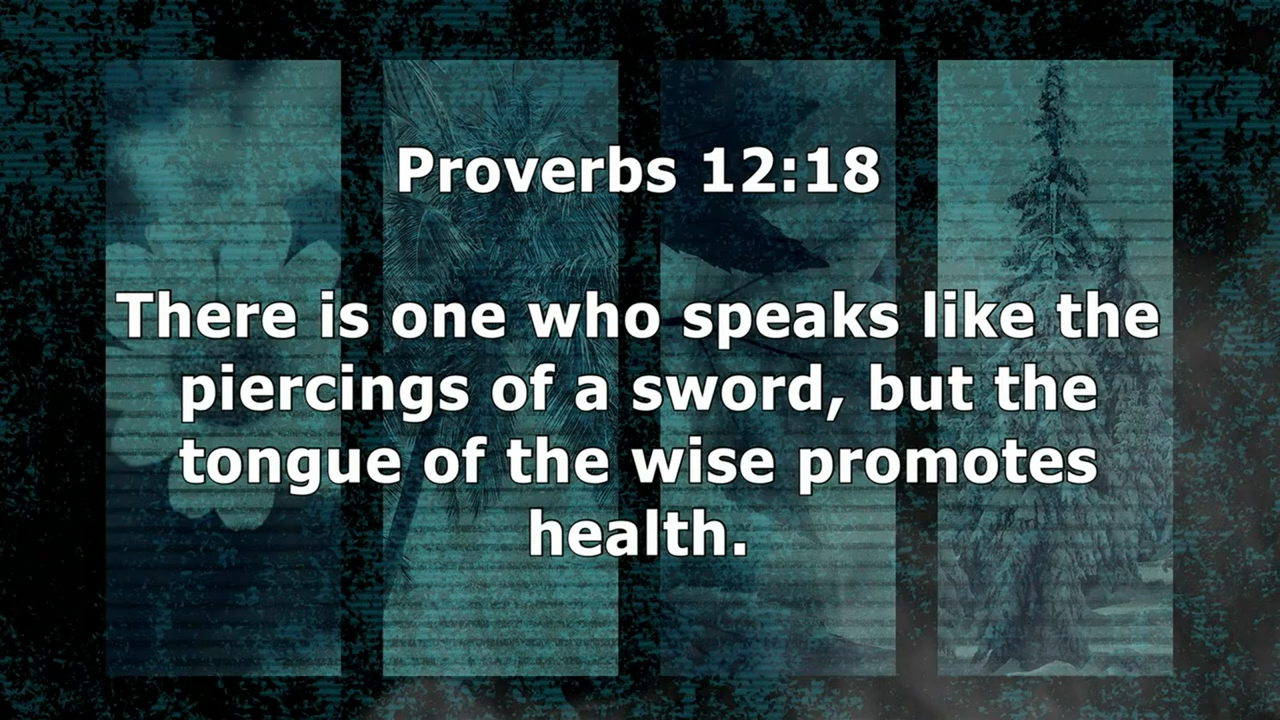 Proverbs 12:18
There is one who speaks like the
piercings of a sword, but the
tongue of the wise promotes
health.